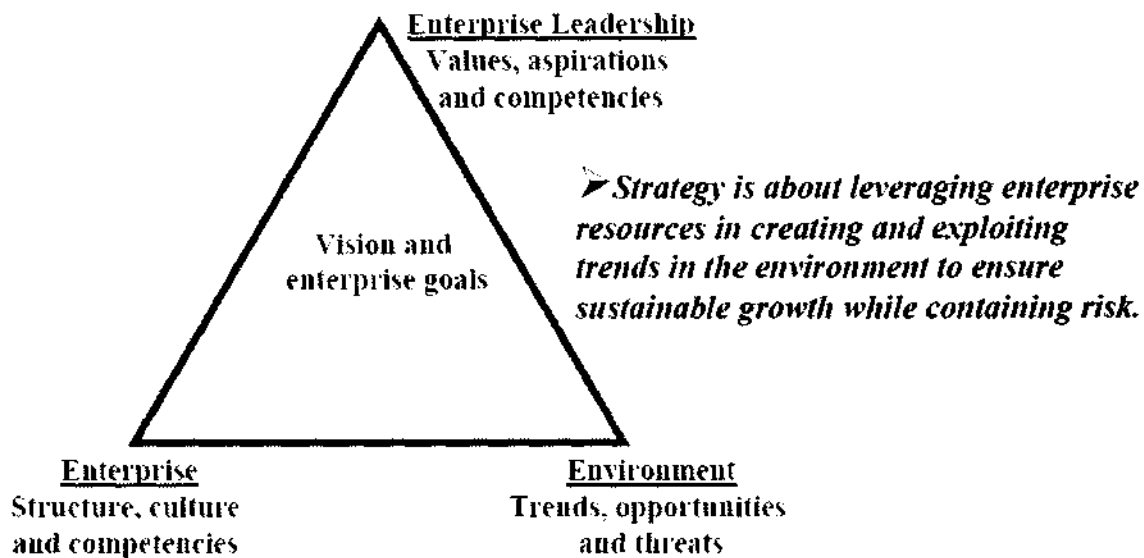 Enterprise Leadership
Values, aspirations
and competencies
➢Strategy is about leveraging enterprise
resources in creating and exploiting
trends in the environment to ensure
sustainable growth while containing risk.
Vision and
enterprise goals
Enterprise
Structure, culture
and competencies
Environment
Trends, opportunities
and threats